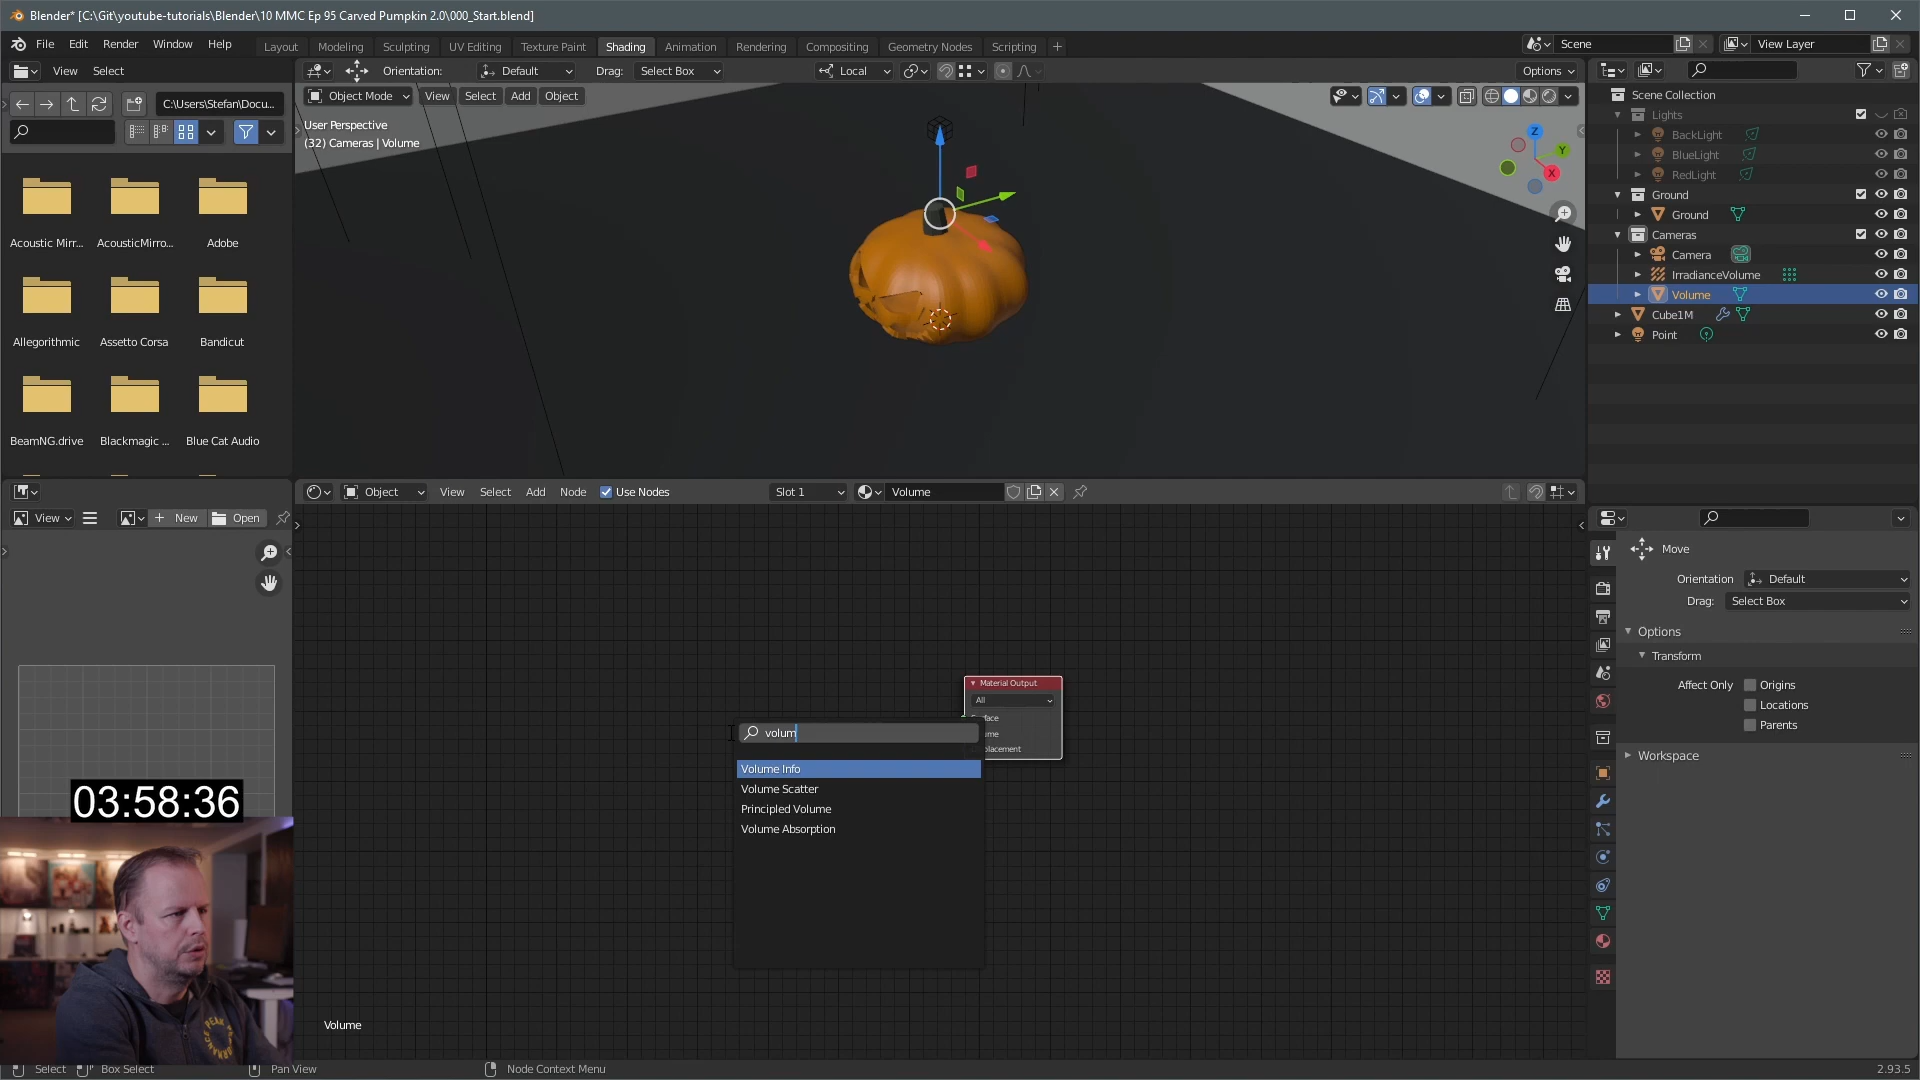 Blender* [C:\Git\youtube-tutorials\Blender\10 MMC Ep 95 Carved Pumpkin 2.0\000_Start.blend]
File Edit Render Window Help
Layout Modeling Sculpting UV Editing Texture Paint Shading Animation Rendering Compositing Geometry Nodes Scripting +
Scene
View Layer
View Select
Orientation: Default Drag: Select Box
Local
Options
C:\Users\Stefan\Docu...
Object Mode View Select Add Object
User Perspective
(32) Cameras | Volume
Z
Y
X
Acoustic Mirr... AcousticMirro... Adobe
Allegorithmic Assetto Corsa Bandicut
BeamNG.drive Blackmagic ... Blue Cat Audio
Scene Collection
Lights
BackLight
BlueLight
RedLight
Ground
Ground
Cameras
Camera
IrradianceVolume
Volume
Cube1M
Point
Object View Select Add Node Use Nodes Slot 1 Volume
View New Open
Material Output
All
volum
Volume Info
Volume Scatter
Principled Volume
Volume Absorption
Volume
03:58:36
Move
Orientation Default
Drag: Select Box
Options
Transform
Affect Only Origins
Locations
Parents
Workspace
Select Box Select Pan View Node Context Menu 2.93.5